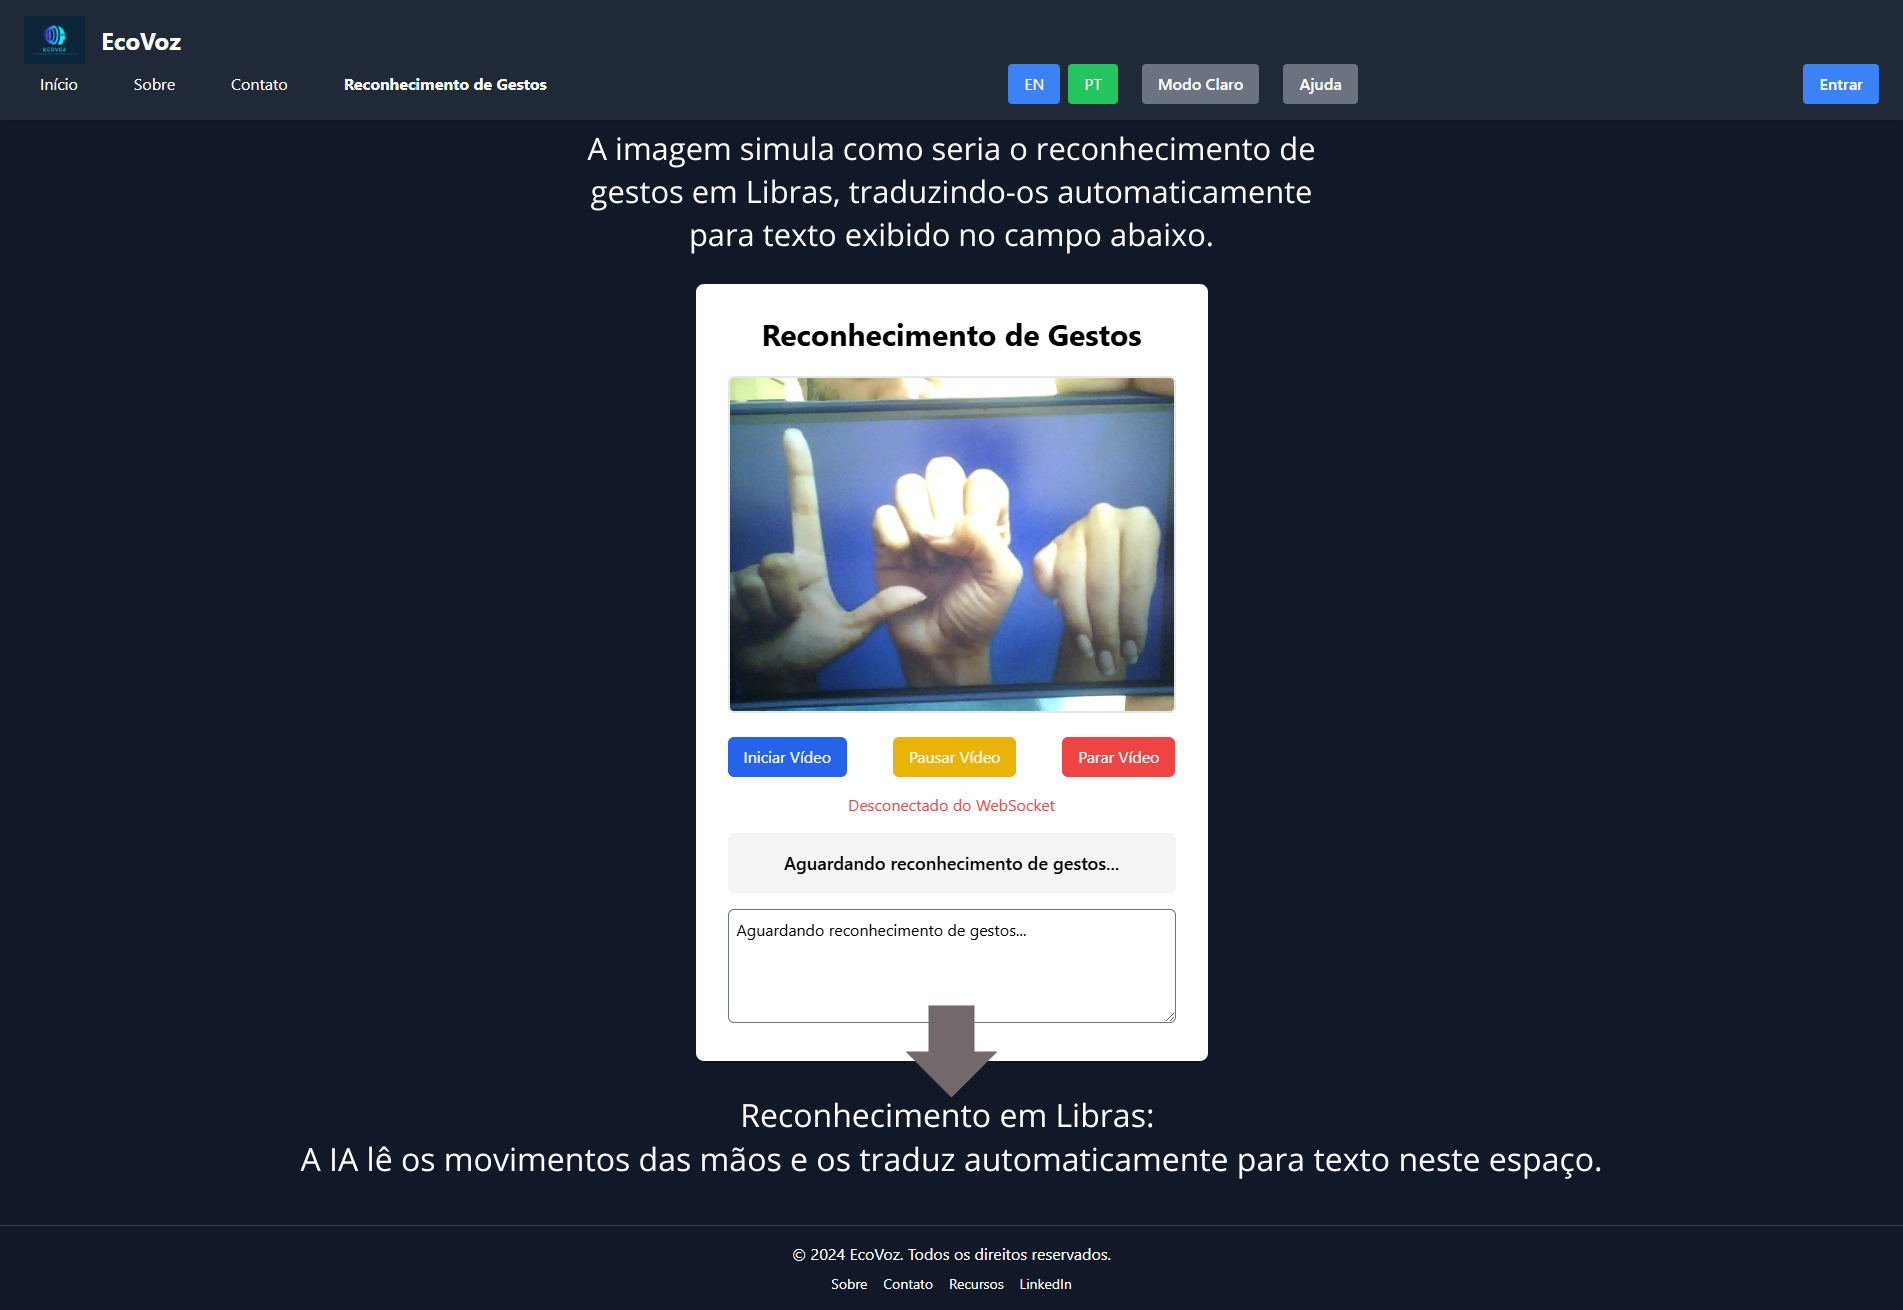 ECOVOZ
EcoVoz
Início Sobre Contato Reconhecimento de Gestos EN PT Modo Claro Ajuda Entrar
A imagem simula como seria o reconhecimento de
gestos em Libras, traduzindo-os automaticamente
para texto exibido no campo abaixo.
Reconhecimento de Gestos
Iniciar Vídeo Pausar Vídeo Parar Vídeo
Desconectado do WebSocket
Aguardando reconhecimento de gestos...
Aguardando reconhecimento de gestos...
Reconhecimento em Libras:
A IA lê os movimentos das mãos e os traduz automaticamente para texto neste espaço.
© 2024 EcoVoz. Todos os direitos reservados.
Sobre Contato Recursos LinkedIn